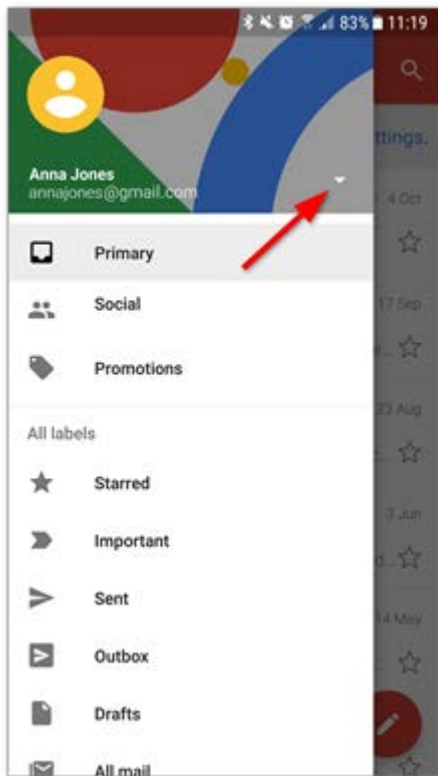 83% 11:19
Anna Jones
annajones@gmail.com
ttings.
4 Oct
Primary
Social
17 Sep
Promotions
23 Aug
All labels
Starred
3 Jun
Important
Sent
14 May
Outbox
Drafts
All mail